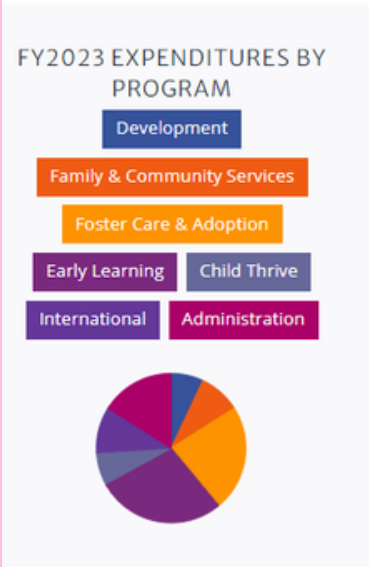 FY2023 EXPENDITURES BY
PROGRAM
Development
Family & Community Services
Foster Care & Adoption
Early Learning
Child Thrive
International
Administration